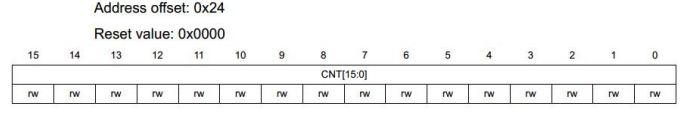 Address offset: 0x24
Reset value: 0x0000
15 14 13 12 11 10 9 8 7 6 5 4 3 2 1 0
CNT[15:0]
rw rw rw rw rw rw rw rw rw rw rw rw rw rw rw rw